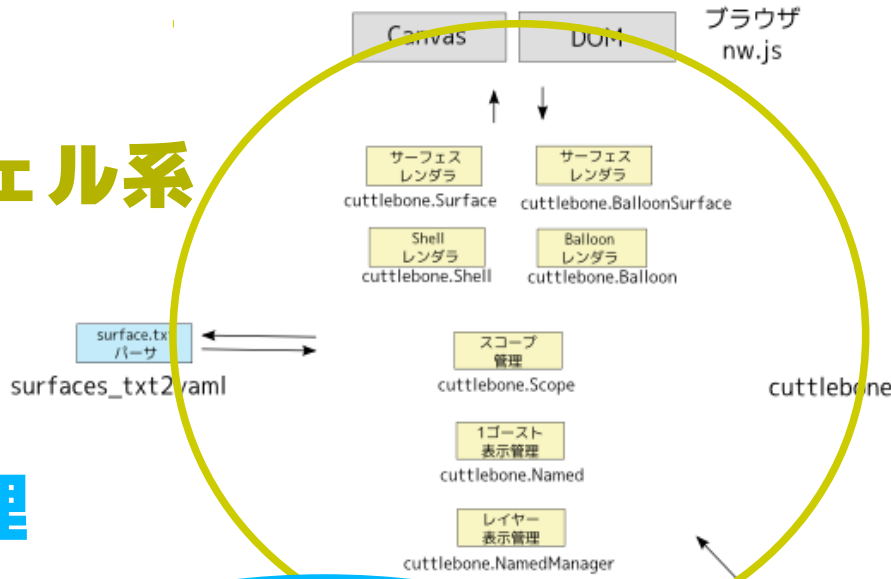 Canvas
DOM
ブラウザ
nw.js
ェル系
サーフェス
レンダラ
cuttlebone.Surface
サーフェス
レンダラ
cuttlebone.BalloonSurface
Shell
レンダラ
cuttlebone.Shell
Balloon
レンダラ
cuttlebone.Balloon
surface.txt
パーサ
surfaces_txt2yaml
スコープ
管理
cuttlebone.Scope
cuttlebone
1ゴースト
表示管理
cuttlebone.Named
理
レイヤー
表示管理
cuttlebone.NamedManager